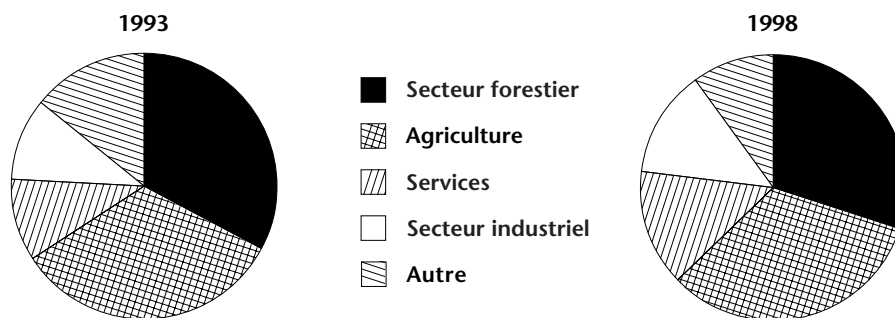 1993
1998
Secteur forestier
Agriculture
Services
Secteur industriel
Autre